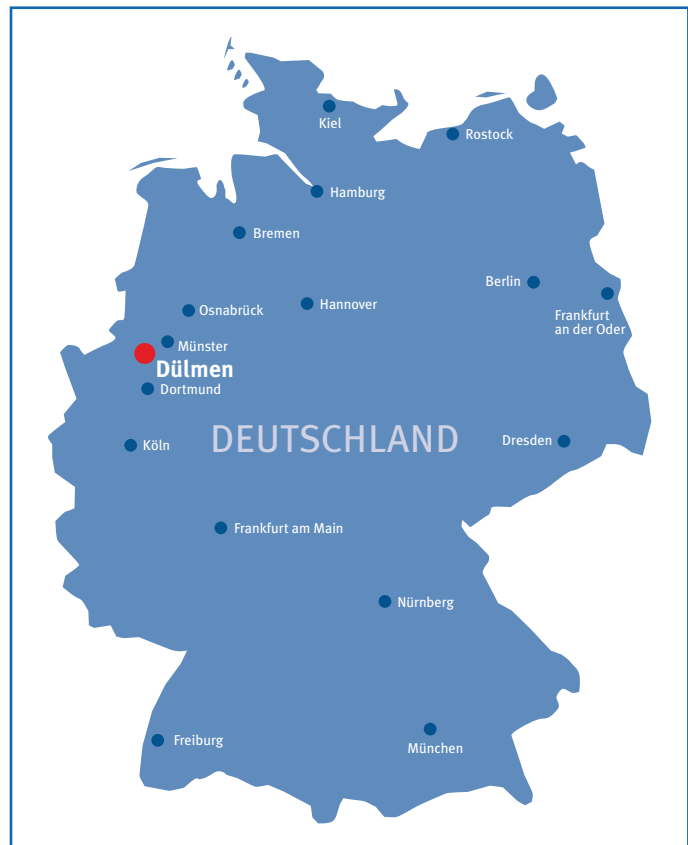 Kiel
Rostock
Hamburg
Bremen
Berlin
Hannover
Osnabrück
Frankfurt
an der Oder
Münster
Dülmen
Dortmund
DEUTSCHLAND
Dresden
Köln
Frankfurt am Main
Nürnberg
Freiburg
München